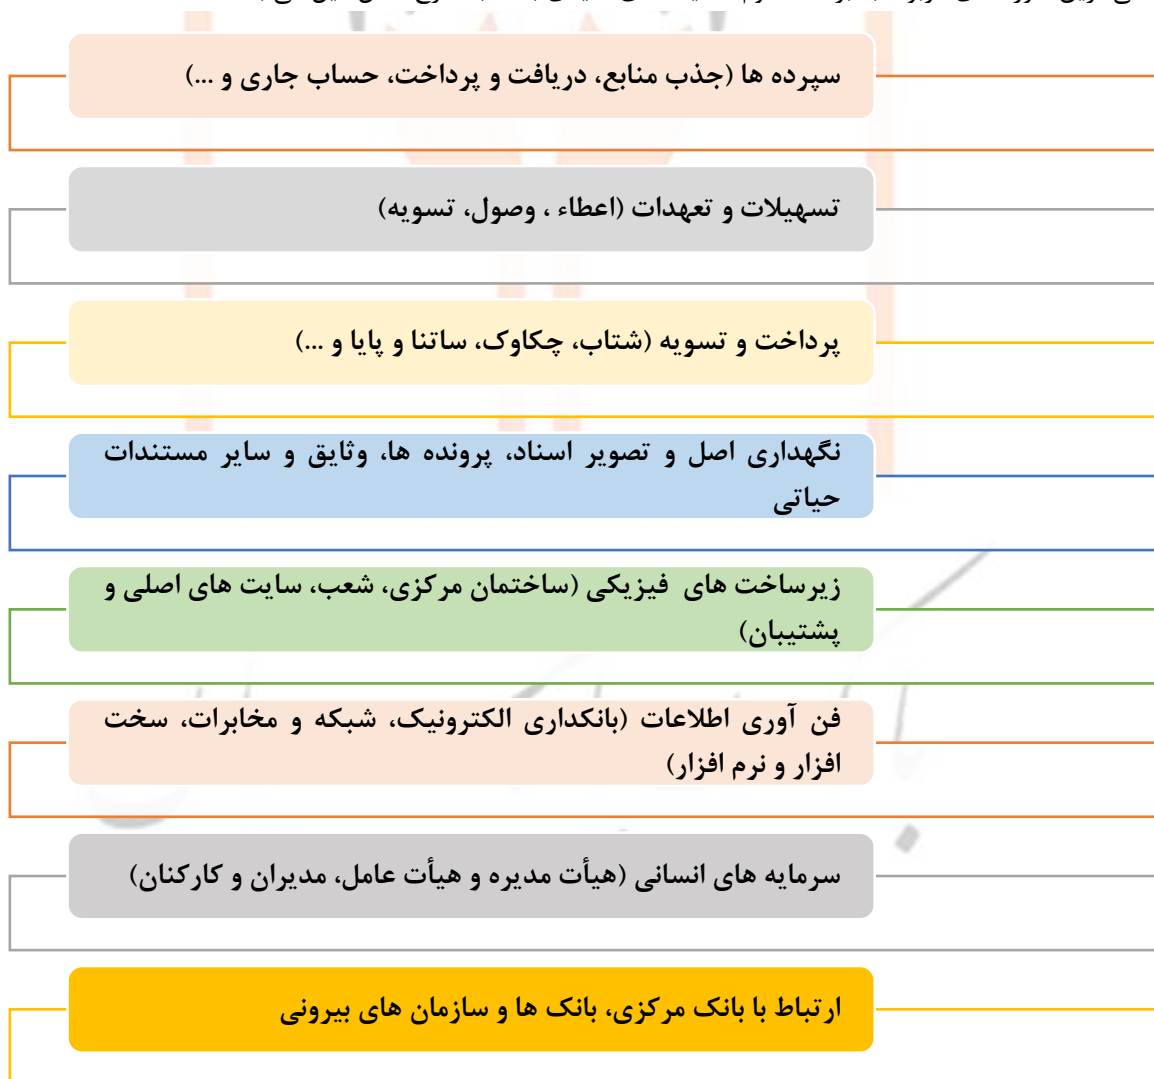 سپرده ها (جذب منابع، دریافت و پرداخت، حساب جاری و ...)
تسهیلات و تعهدات (اعطاء ، وصول، تسویه)
پرداخت و تسویه (شتاب، چکاوک، ساتنا و پایا و ...)
نگهداری اصل و تصویر اسناد، پرونده ها، وثایق و سایر مستندات
حیاتی
زیرساخت های فیزیکی (ساختمان مرکزی، شعب، سایت های اصلی و
پشتیبان)
فن آوری اطلاعات (بانکداری الکترونیک، شبکه و مخابرات، سخت
افزار و نرم افزار)
سرمایه های انسانی (هیأت مدیره و هیأت عامل، مدیران و کارکنان)
ارتباط با بانک مرکزی، بانک ها و سازمان های بیرونی